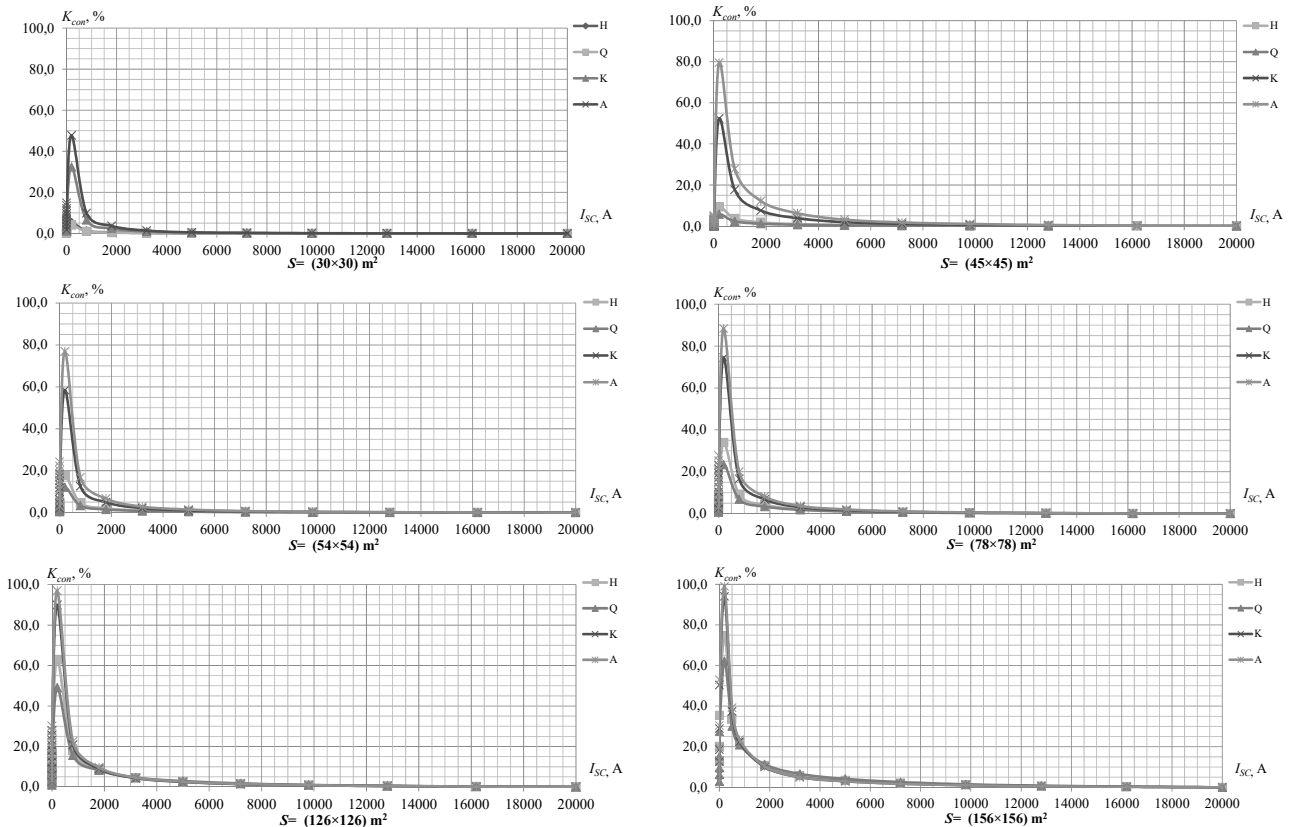 K_con, %
100,0
80,0
60,0
40,0
20,0
0,0
0 2000 4000 6000 8000 10000 12000 14000 16000 18000 20000
I_SC, A
H
Q
K
A
S= (30×30) m²
K_con, %
100,0
80,0
60,0
40,0
20,0
0,0
0 2000 4000 6000 8000 10000 12000 14000 16000 18000 20000
I_SC, A
H
Q
K
A
S= (45×45) m²
K_con, %
100,0
80,0
60,0
40,0
20,0
0,0
0 2000 4000 6000 8000 10000 12000 14000 16000 18000 20000
I_SC, A
H
Q
K
A
S= (54×54) m²
K_con, %
100,0
80,0
60,0
40,0
20,0
0,0
0 2000 4000 6000 8000 10000 12000 14000 16000 18000 20000
I_SC, A
H
Q
K
A
S= (78×78) m²
K_con, %
100,0
80,0
60,0
40,0
20,0
0,0
0 2000 4000 6000 8000 10000 12000 14000 16000 18000 20000
I_SC, A
H
Q
K
A
S= (126×126) m²
K_con, %
100,0
80,0
60,0
40,0
20,0
0,0
0 2000 4000 6000 8000 10000 12000 14000 16000 18000 20000
I_SC, A
H
Q
K
A
S= (156×156) m²